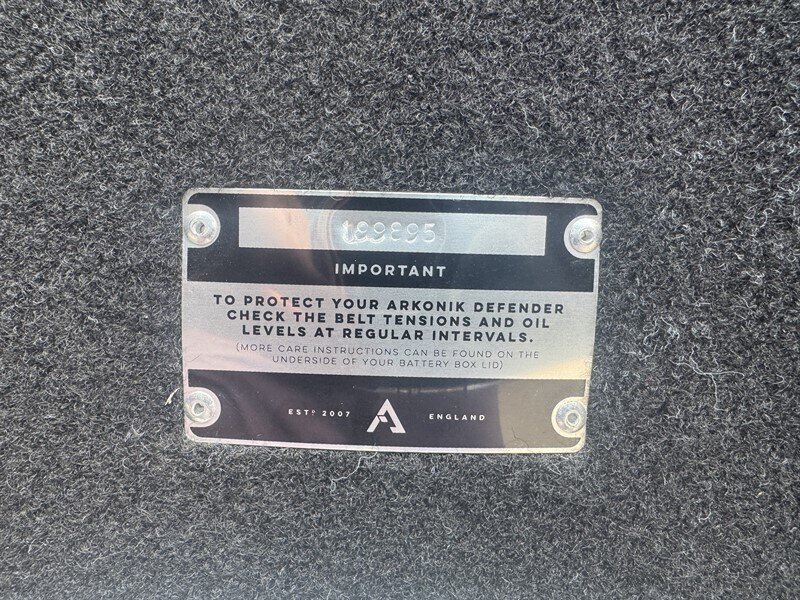 189895
IMPORTANT
TO PROTECT YOUR ARKONIK DEFENDER
CHECK THE BELT TENSIONS AND OIL
LEVELS AT REGULAR INTERVALS.
(MORE CARE INSTRUCTIONS CAN BE FOUND ON THE
UNDERSIDE OF YOUR BATTERY BOX LID)
ESTD 2007 ENGLAND